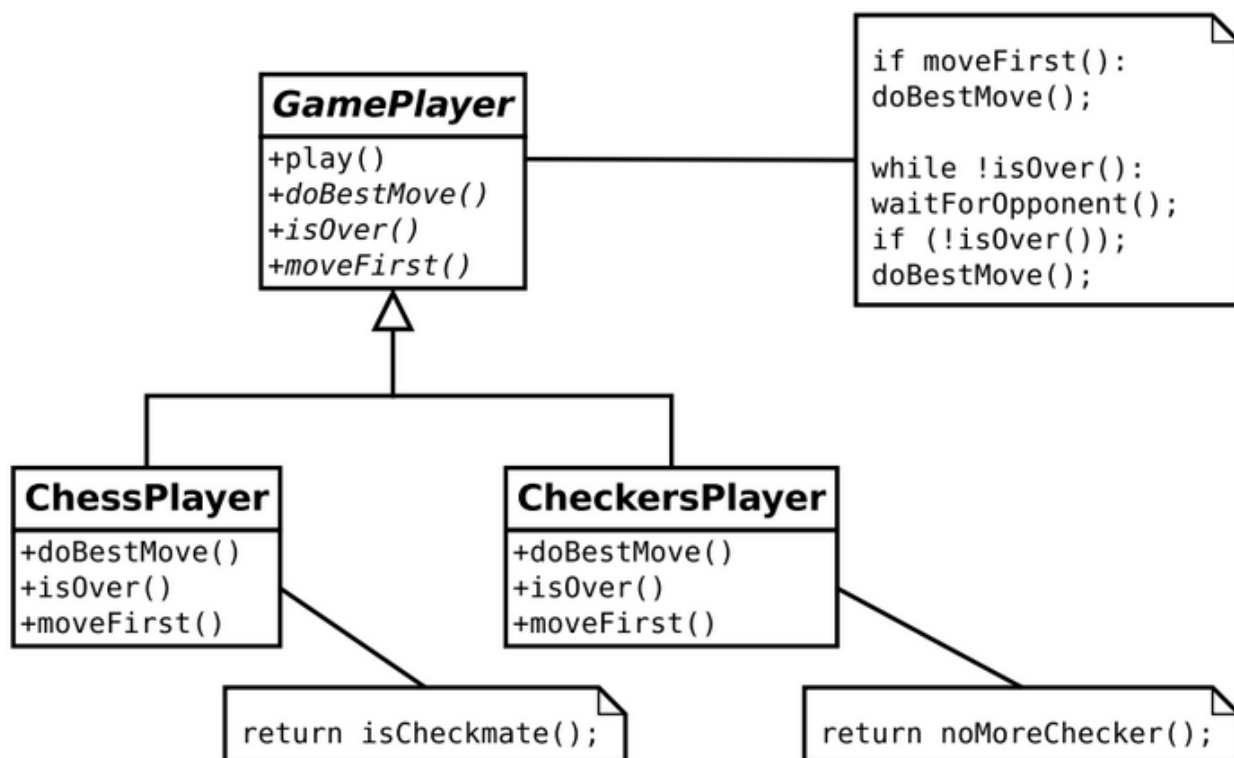 GamePlayer
+play()
+doBestMove()
+isOver()
+moveFirst()
if moveFirst():
doBestMove();
while !isOver():
waitForOpponent();
if (!isOver());
doBestMove();
ChessPlayer
+doBestMove()
+isOver()
+moveFirst()
return isCheckmate();
CheckersPlayer
+doBestMove()
+isOver()
+moveFirst()
return noMoreChecker();